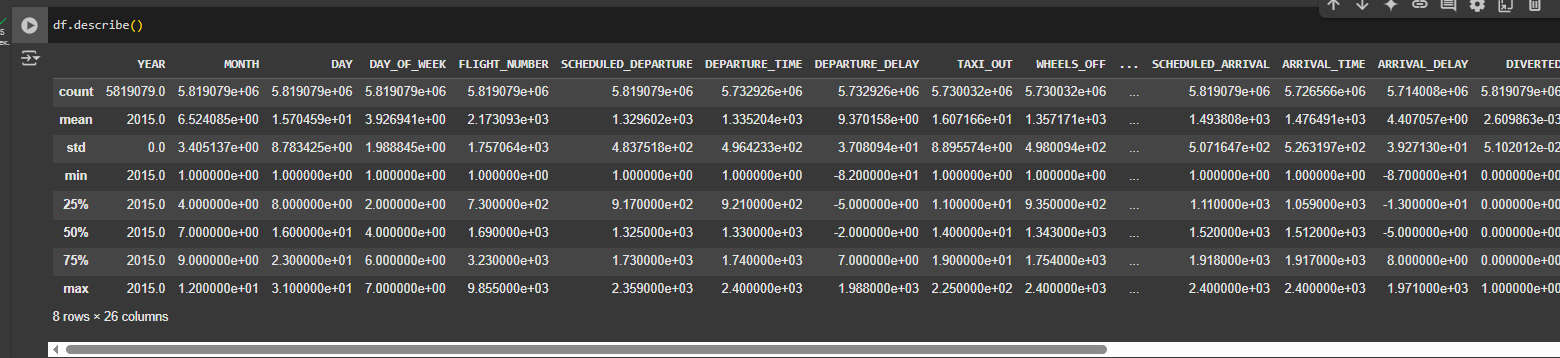 df.describe()
5
ек.
YEAR MONTH DAY DAY_OF_WEEK FLIGHT_NUMBER SCHEDULED_DEPARTURE DEPARTURE_TIME DEPARTURE_DELAY TAXI_OUT WHEELS_OFF ... SCHEDULED_ARRIVAL ARRIVAL_TIME ARRIVAL_DELAY DIVERTED
count 5819079.0 5.819079e+06 5.819079e+06 5.819079e+06 5.819079e+06 5.819079e+06 5.732926e+06 5.732926e+06 5.730032e+06 5.730032e+06 ... 5.819079e+06 5.726566e+06 5.714008e+06 5.819079e+06
mean 2015.0 6.524085e+00 1.570459e+01 3.926941e+00 2.173093e+03 1.329602e+03 1.335204e+03 9.370158e+00 1.607166e+01 1.357171e+03 ... 1.493808e+03 1.476491e+03 4.407057e+00 2.609863e-03
std 0.0 3.405137e+00 8.783425e+00 1.988845e+00 1.757064e+03 4.837518e+02 4.964233e+02 3.708094e+01 8.895574e+00 4.980094e+02 ... 5.071647e+02 5.263197e+02 3.927130e+01 5.102012e-02
min 2015.0 1.000000e+00 1.000000e+00 1.000000e+00 1.000000e+00 1.000000e+00 1.000000e+00 -8.200000e+01 1.000000e+00 1.000000e+00 ... 1.000000e+00 1.000000e+00 -8.700000e+01 0.000000e+00
25% 2015.0 4.000000e+00 8.000000e+00 2.000000e+00 7.300000e+02 9.170000e+02 9.210000e+02 -5.000000e+00 1.100000e+01 9.350000e+02 ... 1.110000e+03 1.059000e+03 -1.300000e+01 0.000000e+00
50% 2015.0 7.000000e+00 1.600000e+01 4.000000e+00 1.690000e+03 1.325000e+03 1.330000e+03 -2.000000e+00 1.400000e+01 1.343000e+03 ... 1.520000e+03 1.512000e+03 -5.000000e+00 0.000000e+00
75% 2015.0 9.000000e+00 2.300000e+01 6.000000e+00 3.230000e+03 1.730000e+03 1.740000e+03 7.000000e+00 1.900000e+01 1.754000e+03 ... 1.918000e+03 1.917000e+03 8.000000e+00 0.000000e+00
max 2015.0 1.200000e+01 3.100000e+01 7.000000e+00 9.855000e+03 2.359000e+03 2.400000e+03 1.988000e+03 2.250000e+02 2.400000e+03 ... 2.400000e+03 2.400000e+03 1.971000e+03 1.000000e+00
8 rows × 26 columns